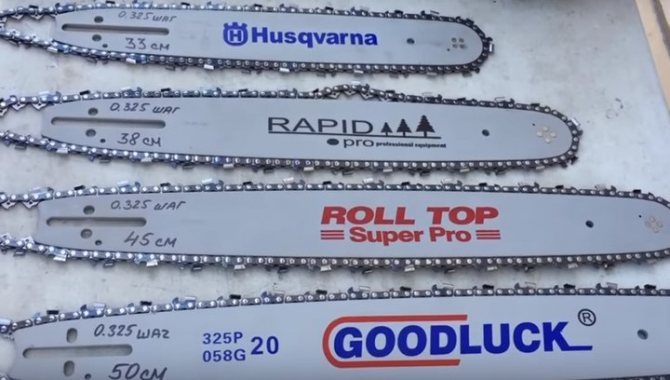 0.325 шаг
33 см
H Husqvarna
0.325 шаг
38 см
RAPID
pro professional equipment
0.325 шаг
45 см
ROLL TOP
Super Pro
0.325 шаг
50 см
325P
058G 20
GOODLUCK ®